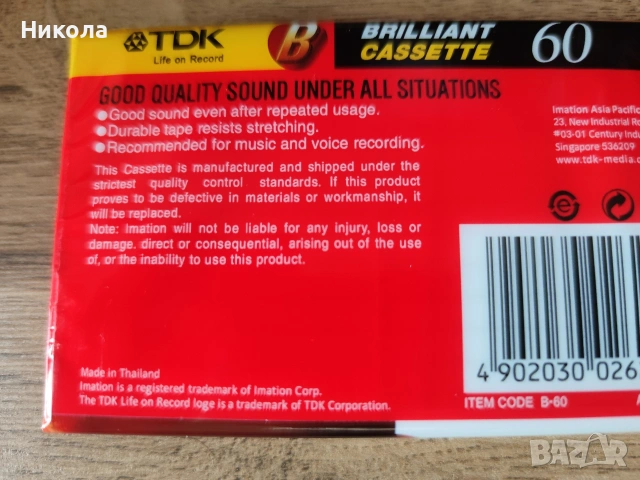 Никола
TDK
Life on Record
B
BRILLIANT
CASSETTE
60
GOOD QUALITY SOUND UNDER ALL SITUATIONS
●Good sound even after repeated usage.
●Durable tape resists stretching.
●Recommended for music and voice recording.
This Cassette is manufactured and shipped under the
strictest quality control standards. If this product
proves to be defective in materials or workmanship, it
will be replaced.
Note: Imation will not be liable for any injury, loss or
damage. direct or consequential, arising out of the use
of, or the inability to use this product.
Imation Asia Pacific
23, New Industrial Ro
#03-01 Century Indu
Singapore 536209
www.tdk-media.c
e
4 902030 026
ITEM CODE B-60
Made in Thailand
Imation is a registered trademark of Imation Corp.
The TDK Life on Record loge is a trademark of TDK Corporation.
BAZAR